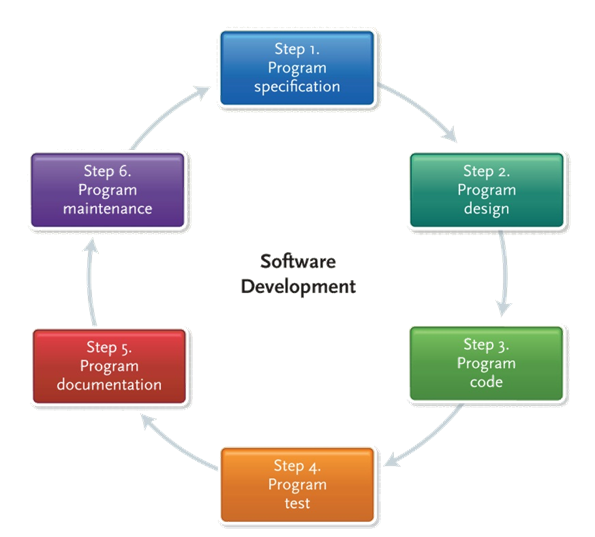 Step 1.
Program
specification
Step 2.
Program
design
Step 3.
Program
code
Step 4.
Program
test
Step 5.
Program
documentation
Step 6.
Program
maintenance
Software
Development